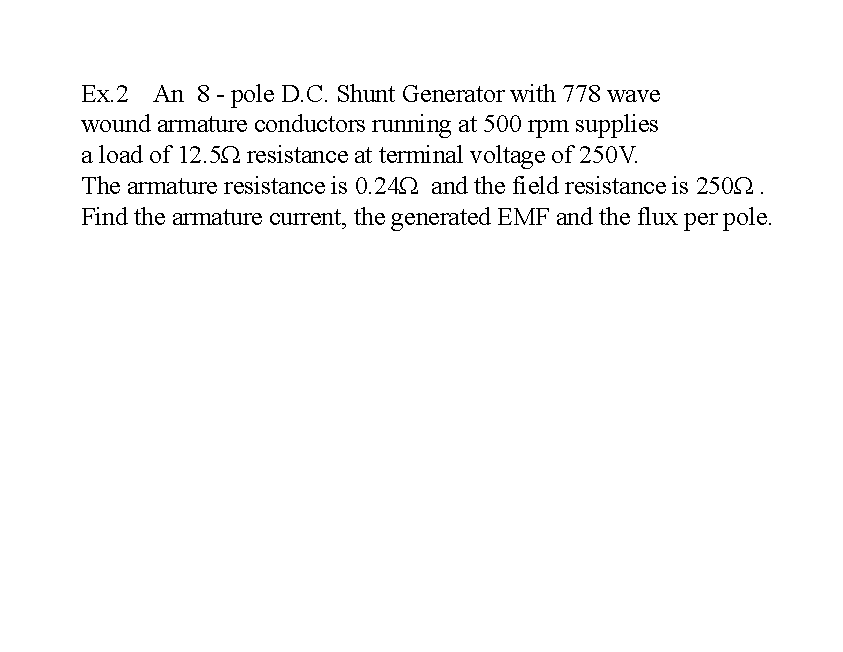 Ex.2 An 8 - pole D.C. Shunt Generator with 778 wave
wound armature conductors running at 500 rpm supplies
a load of 12.5Ω resistance at terminal voltage of 250V.
The armature resistance is 0.24Ω and the field resistance is 250Ω .
Find the armature current, the generated EMF and the flux per pole.